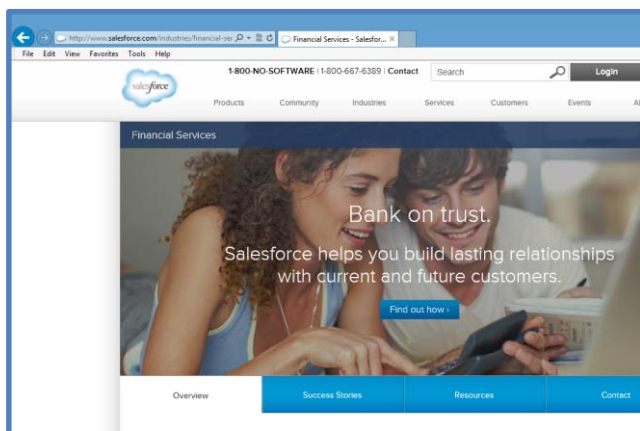 http://www.salesforce.com/industries/financial-ser
Financial Services - Salesfor...
File Edit View Favorites Tools Help
salesforce
1-800-NO-SOFTWARE | 1-800-667-6389 | Contact
Search
Login
Products Community Industries Services Customers Events
Financial Services
Bank on trust.
Salesforce helps you build lasting relationships
with current and future customers.
Find out how ›
Overview Success Stories Resources Contact